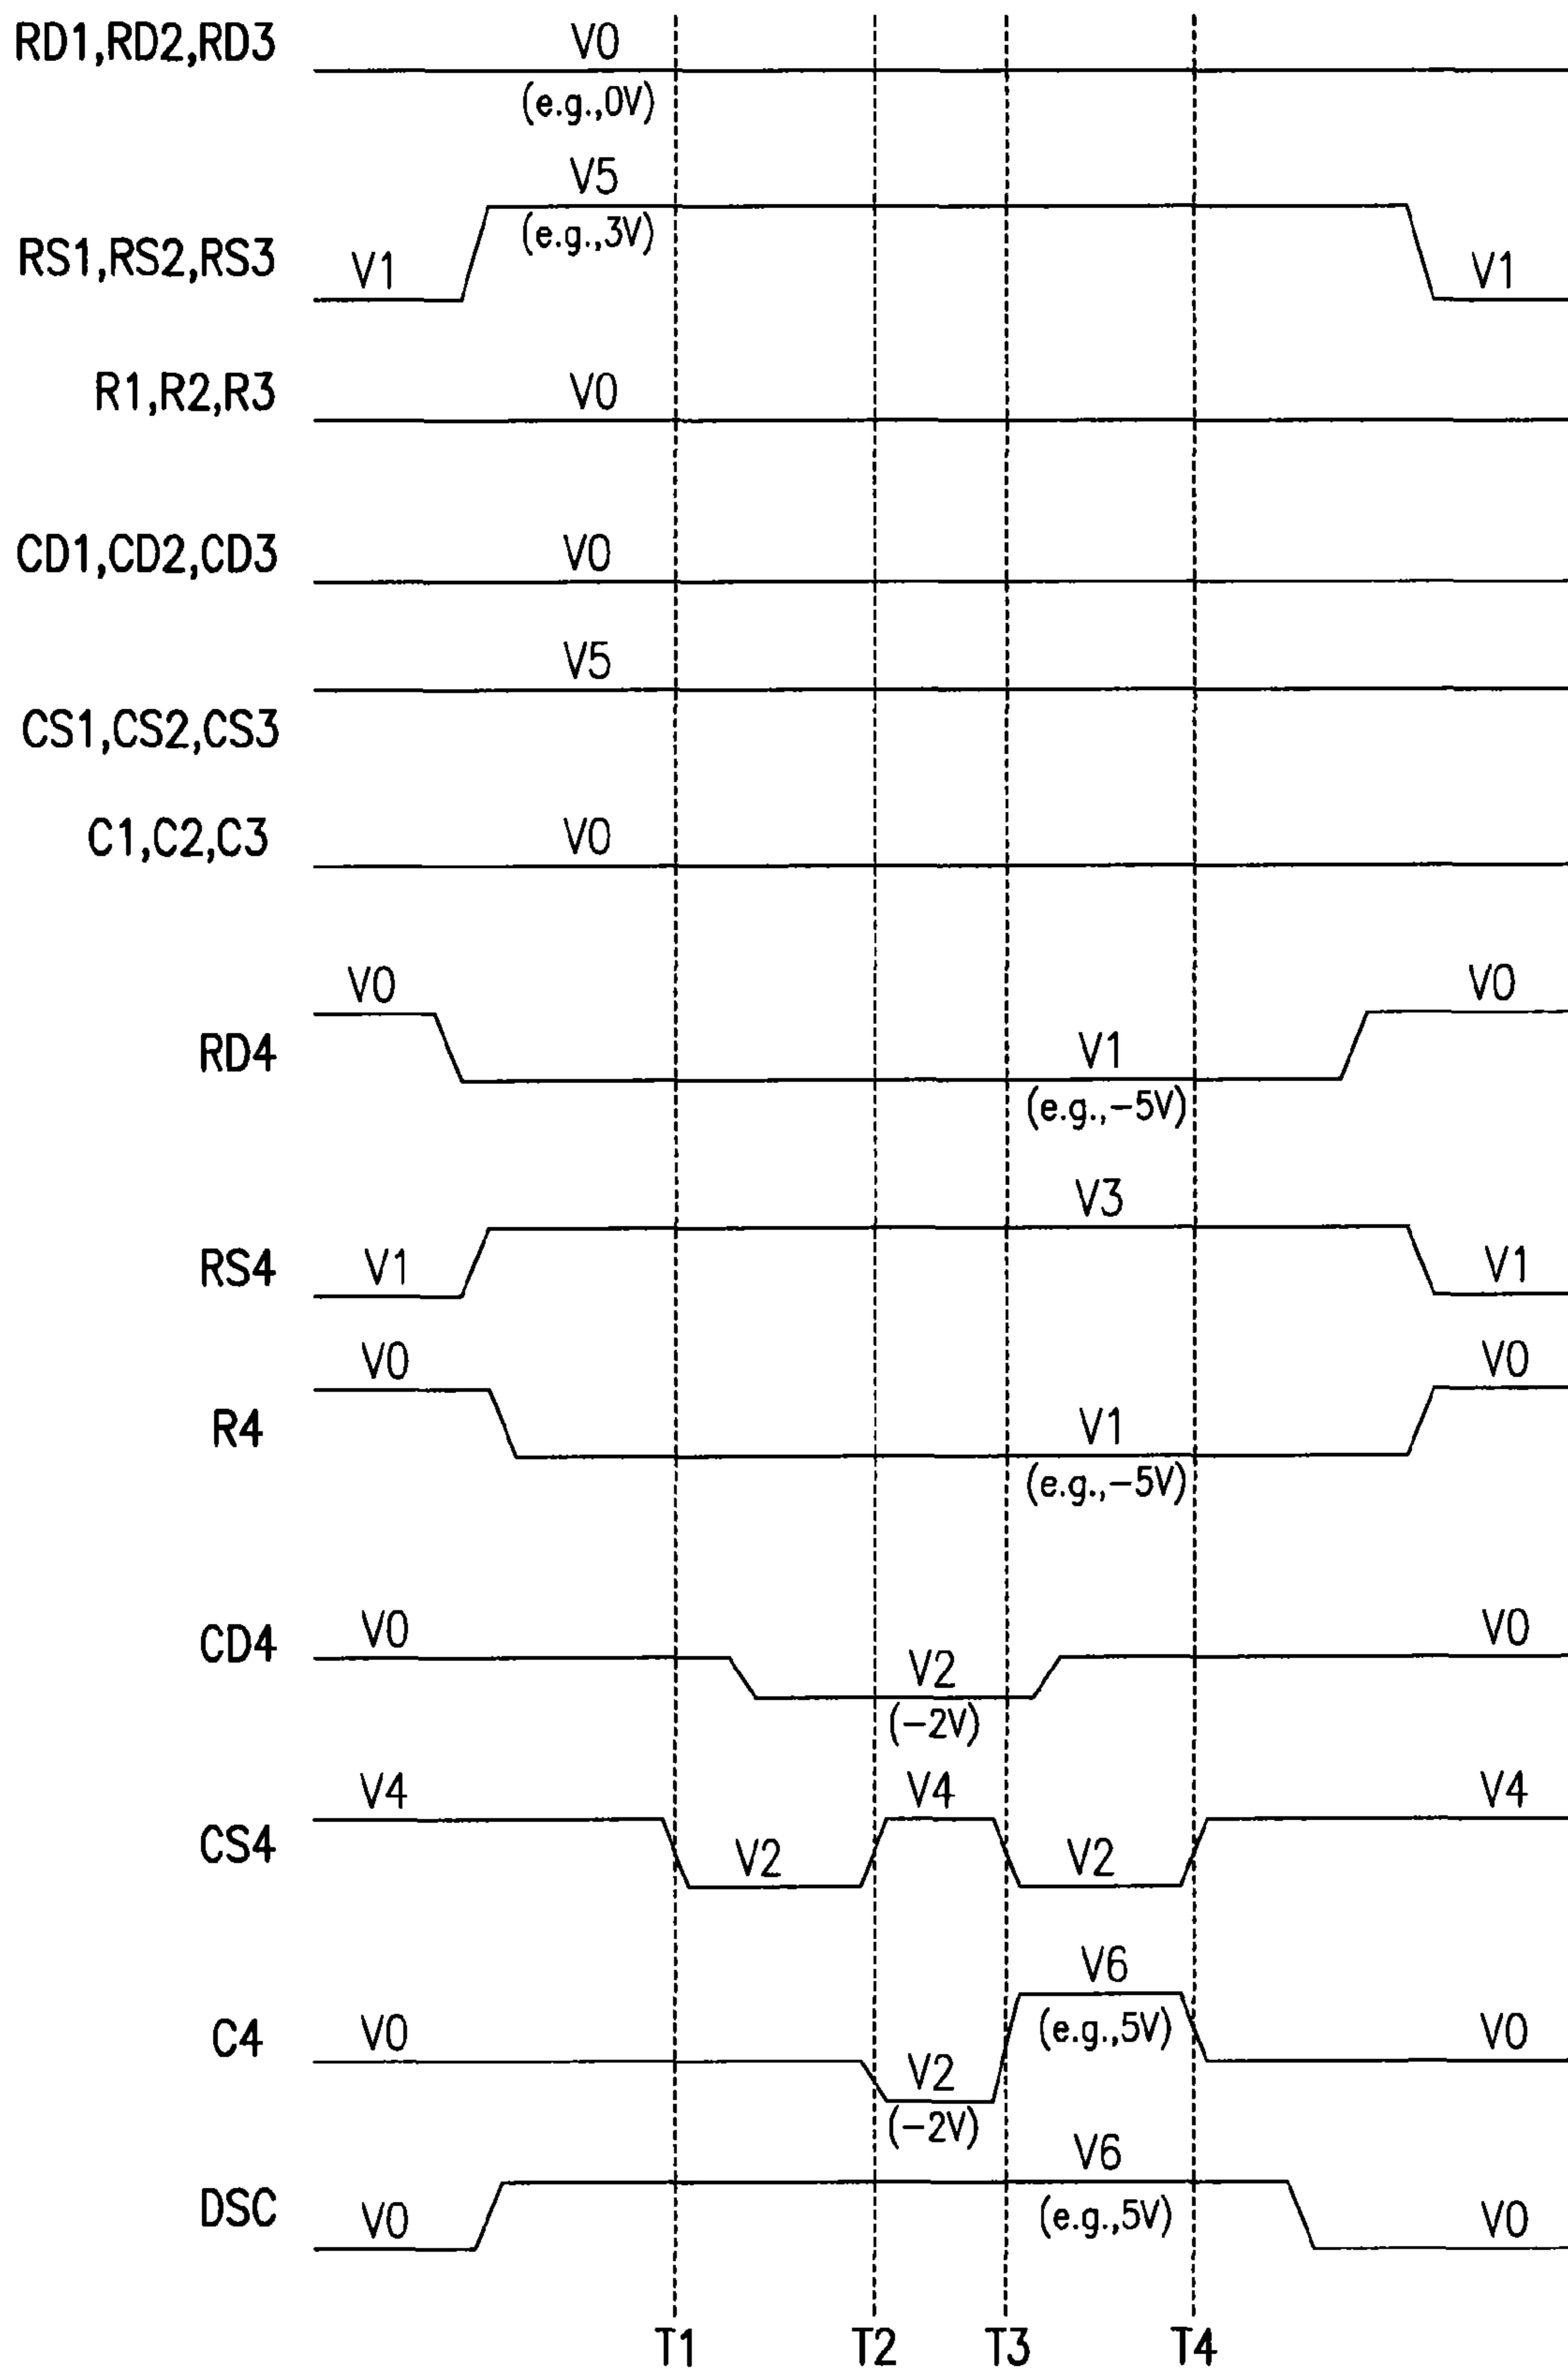 RD1,RD2,RD3
V0
(e.g.,0V)
V5
(e.g.,3V)
RS1,RS2,RS3
V1
V1
R1,R2,R3
V0
CD1,CD2,CD3
V0
V5
CS1,CS2,CS3
C1,C2,C3
V0
V0
V0
RD4
V1
(e.g.,-5V)
V3
RS4
V1
V1
V0
V0
R4
V1
(e.g.,-5V)
CD4
V0
V2
(-2V)
V0
V4
V4
V4
CS4
V2
V2
V6
(e.g.,5V)
C4
V0
V2
(-2V)
V0
V6
(e.g.,5V)
DSC
V0
V0
T1 T2 T3 T4